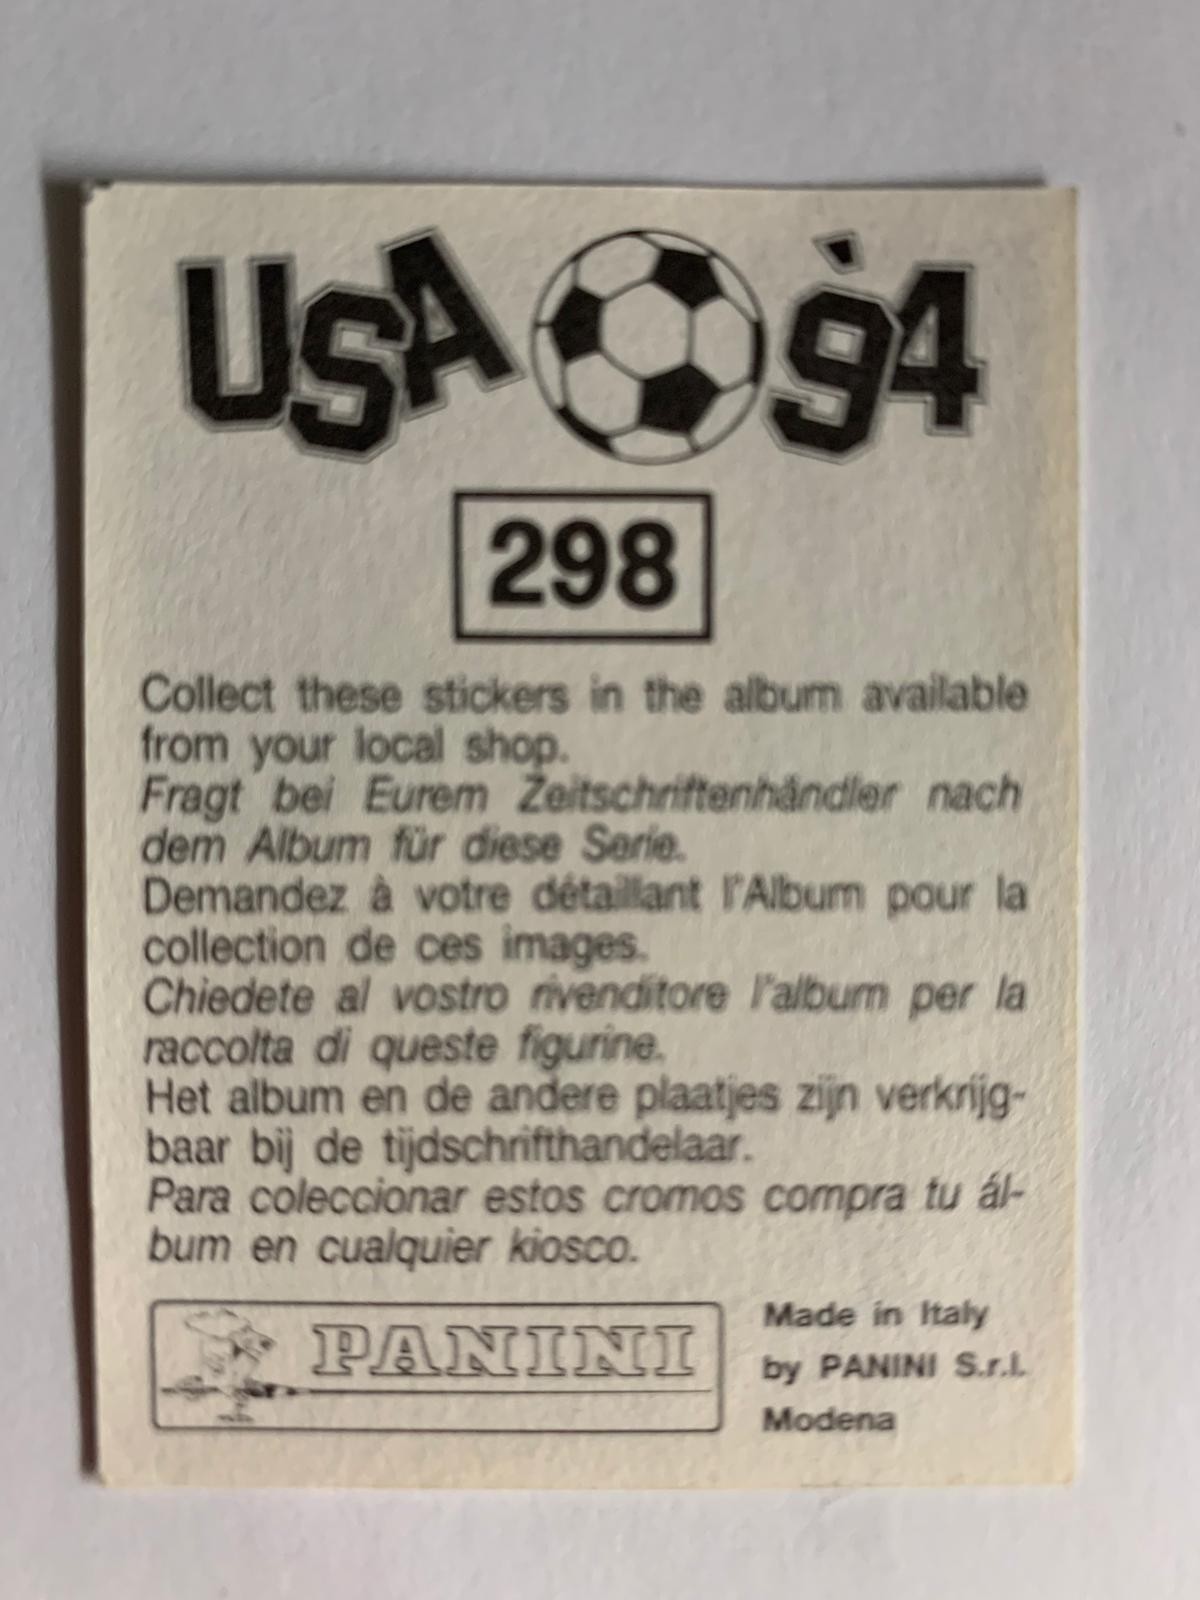 USA '94
298
Collect these stickers in the album available
from your local shop.
Fragt bei Eurem Zeitschriftenhändler nach
dem Album für diese Serie.
Demandez à votre détaillant l'Album pour la
collection de ces images.
Chiedete al vostro rivenditore l'album per la
raccolta di queste figurine.
Het album en de andere plaatjes zijn verkrijg-
baar bij de tijdschrifthandelaar.
Para coleccionar estos cromos compra tu ál-
bum en cualquier kiosco.
PANINI
Made in Italy
by PANINI S.r.l.
Modena